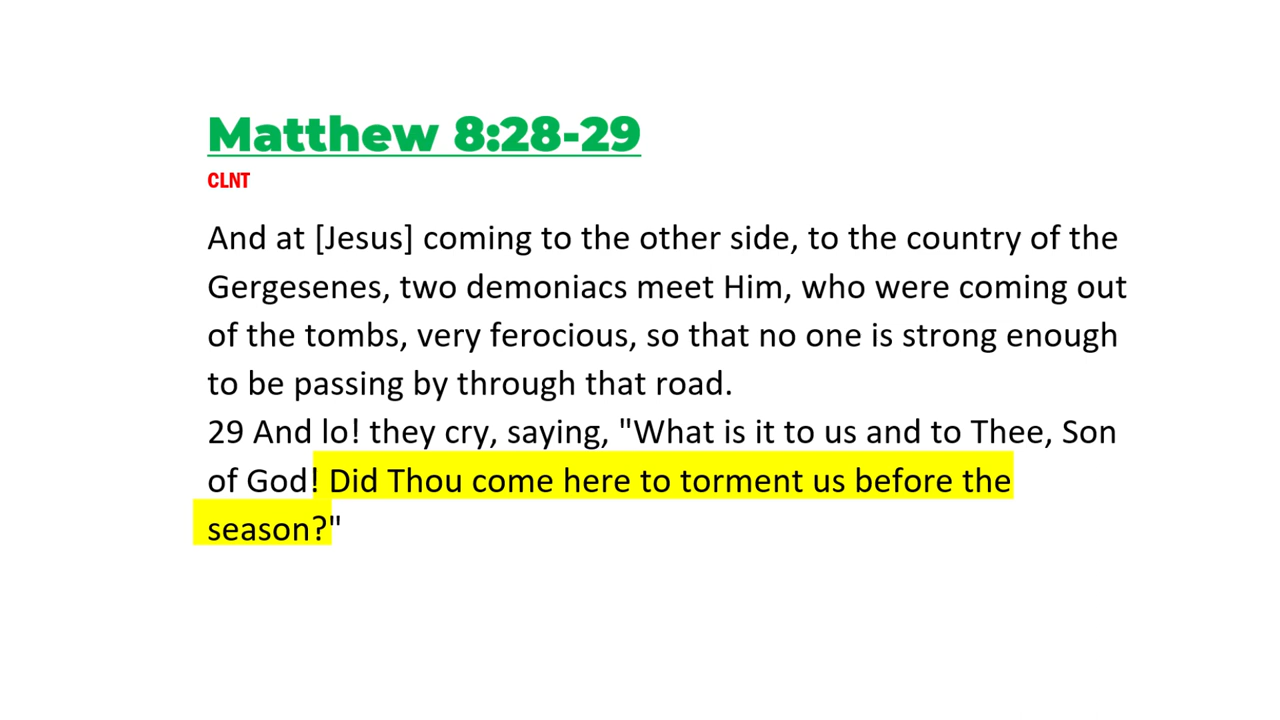 Matthew 8:28-29
CLNT
And at [Jesus] coming to the other side, to the country of the
Gergesenes, two demoniacs meet Him, who were coming out
of the tombs, very ferocious, so that no one is strong enough
to be passing by through that road.
29 And lo! they cry, saying, "What is it to us and to Thee, Son
of God! Did Thou come here to torment us before the
season?"